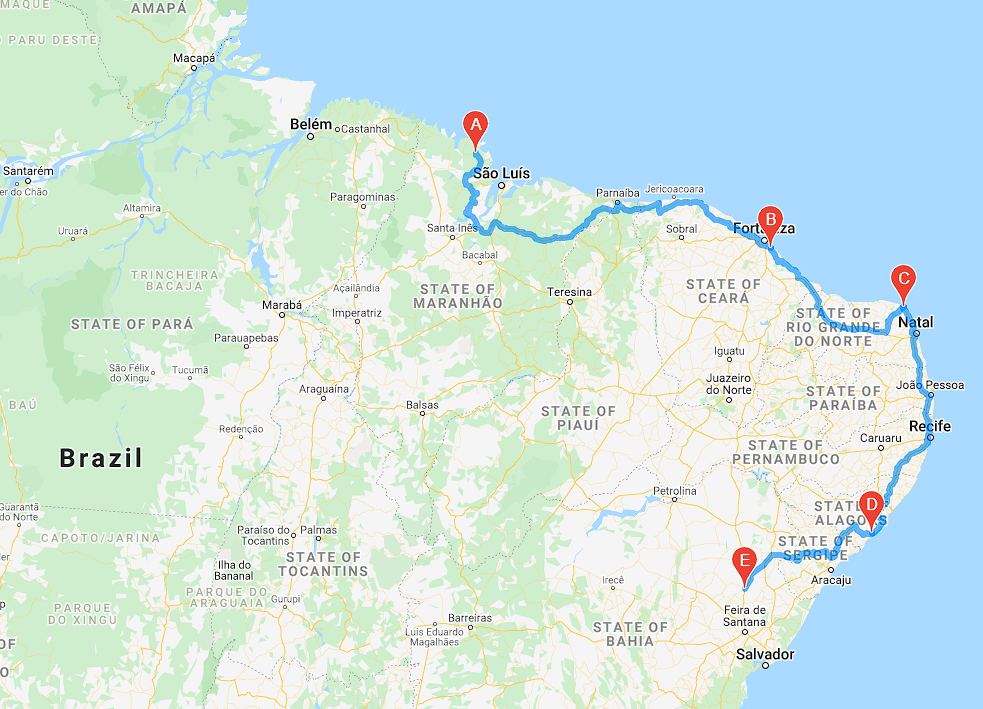 MAQUE
AMAPÁ
PARU DESTE
Macapá
Belém
Castanhal
A
São Luís
Santarém
er do Chão
Altamira
Paragominas
Parnaíba
Jericoacoara
B
Uruará
Santa Inês
Sobral
Fortaleza
Bacabal
TRINCHEIRA
BACAJA
STATE OF
MARANHÃO
Teresina
STATE OF
CEARÁ
C
Açailândia
Marabá
Imperatriz
STATE OF PARÁ
Parauapebas
STATE OF
RIO GRANDE
DO NORTE
Natal
São Félix
do Xingu
Tucumã
Iguatu
Araguaína
Juazeiro
do Norte
João Pessoa
STATE OF
PARAÍBA
BAÚ
Balsas
STATE OF
PIAUÍ
Redenção
Recife
Caruaru
Brazil
STATE OF
PERNAMBUCO
Petrolina
D
STATE OF
ALAGOAS
Guarantã
do Norte
CAPOTO/JARINA
Paraíso do
Tocantins
Palmas
STATE OF
SERGIPE
STATE OF
TOCANTINS
E
Ilha do
Bananal
Irecê
Aracaju
PARQUE DO
ARAGUAIA
Gurupi
PARQUE
DO XINGU
Barreiras
Feira de
Santana
Luis Eduardo
Magalhães
STATE OF
BAHIA
Salvador